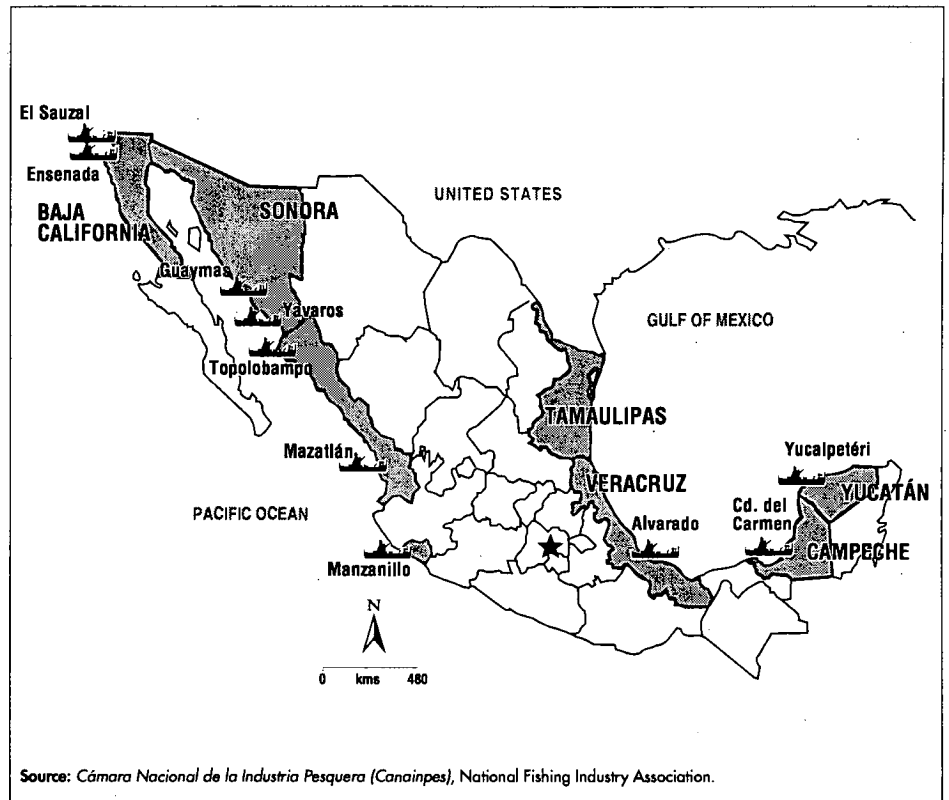 El Sauzal
Ensenada
BAJA
CALIFORNIA
SONORA
UNITED STATES
Guaymas
Yávaros
GULF OF MEXICO
Topolobampo
TAMAULIPAS
Mazatlán
VERACRUZ
Yucalpetéri
YUCATÁN
PACIFIC OCEAN
Alvarado
Cd. del
Carmen
CAMPECHE
Manzanillo
N
0 kms 480
Source: Cámara Nacional de la Industria Pesquera (Canainpes), National Fishing Industry Association.